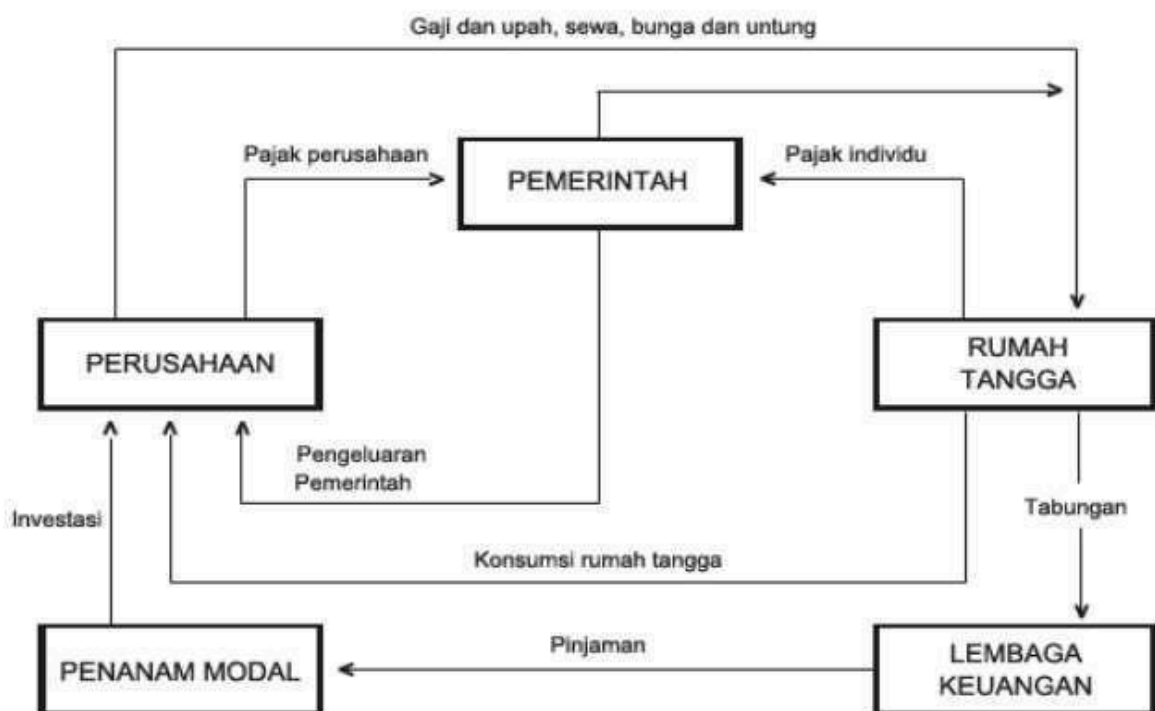 Gaji dan upah, sewa, bunga dan untung
Pajak perusahaan
PEMERINTAH
Pajak individu
PERUSAHAAN
RUMAH
TANGGA
Pengeluaran
Pemerintah
Investasi
Tabungan
Konsumsi rumah tangga
Pinjaman
PENANAM MODAL
LEMBAGA
KEUANGAN